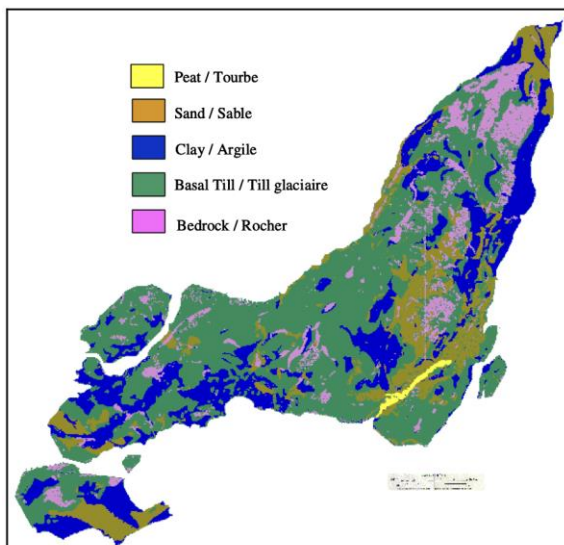 Peat / Tourbe
Sand / Sable
Clay / Argile
Basal Till / Till glaciaire
Bedrock / Rocher